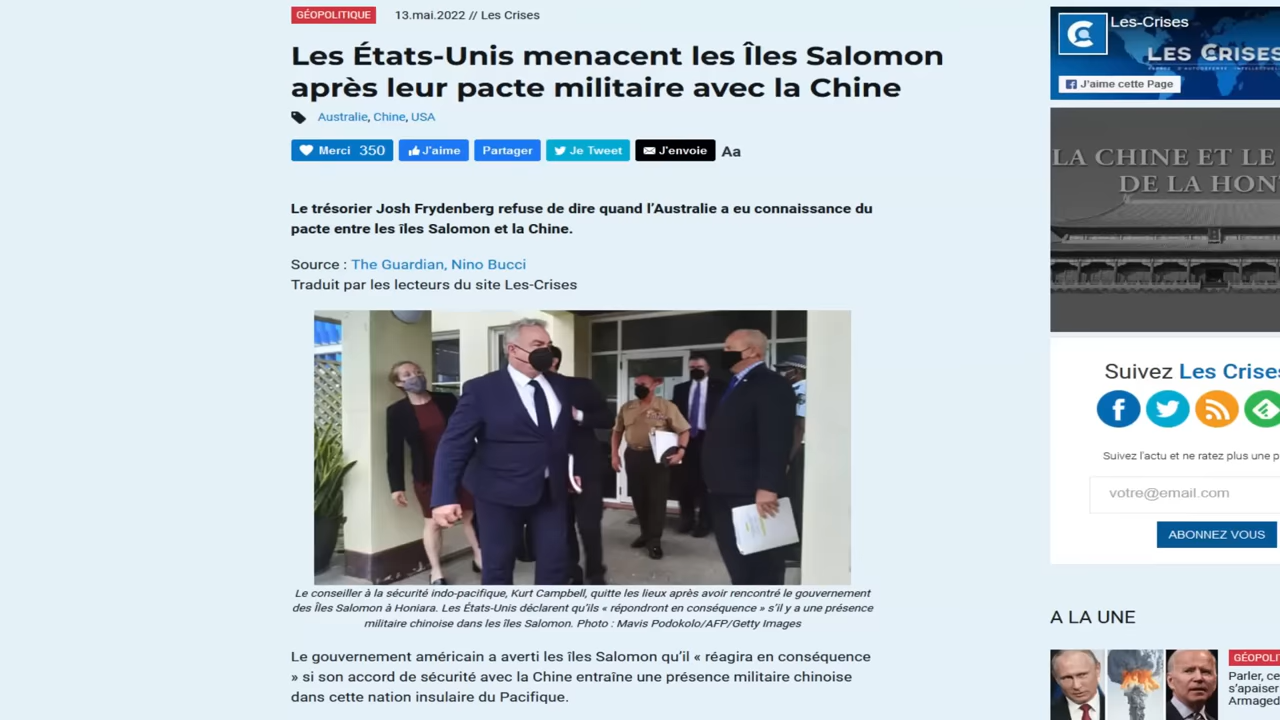 GÉOPOLITIQUE 13.mai.2022 // Les Crises
Les États-Unis menacent les Îles Salomon
après leur pacte militaire avec la Chine
Australie, Chine, USA
Merci 350 J'aime Partager Je Tweet J'envoie Aa
Le trésorier Josh Frydenberg refuse de dire quand l'Australie a eu connaissance du
pacte entre les îles Salomon et la Chine.
Source : The Guardian, Nino Bucci
Traduit par les lecteurs du site Les-Crises
Le conseiller à la sécurité indo-pacifique, Kurt Campbell, quitte les lieux après avoir rencontré le gouvernement
des Îles Salomon à Honiara. Les États-Unis déclarent qu'ils « répondront en conséquence » s'il y a une présence
militaire chinoise dans les îles Salomon. Photo : Mavis Podokolo/AFP/Getty Images
Le gouvernement américain a averti les îles Salomon qu'il « réagira en conséquence
» si son accord de sécurité avec la Chine entraîne une présence militaire chinoise
dans cette nation insulaire du Pacifique.
Les-Crises
LES CRISES
J'aime cette Page
LA CHINE ET LE
DE LA HON
Suivez Les Crises
Suivez l'actu et ne ratez plus une p
votre@email.com
ABONNEZ VOUS
A LA UNE
GÉOPOLI
Parler, ce
s'apaiser
Armaged